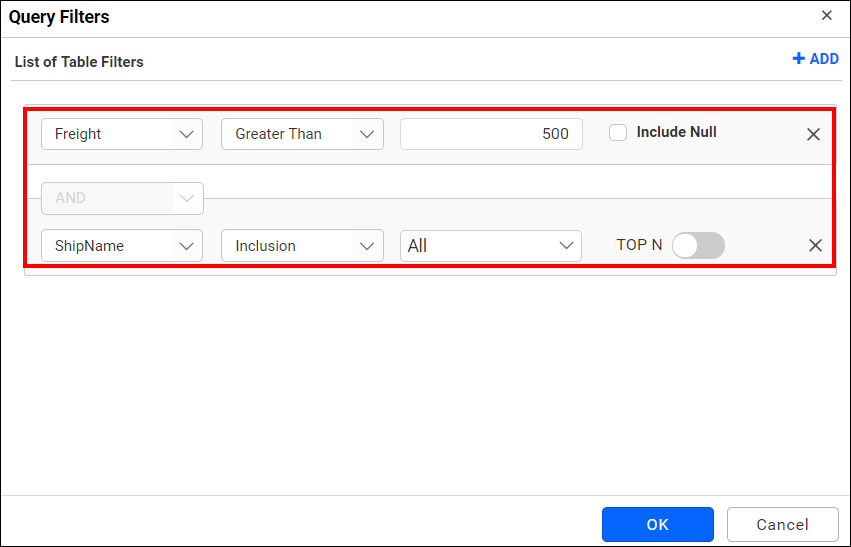 Query Filters
List of Table Filters ADD
Freight Greater Than 500 Include Null
AND
ShipName Inclusion All TOP N
OK Cancel